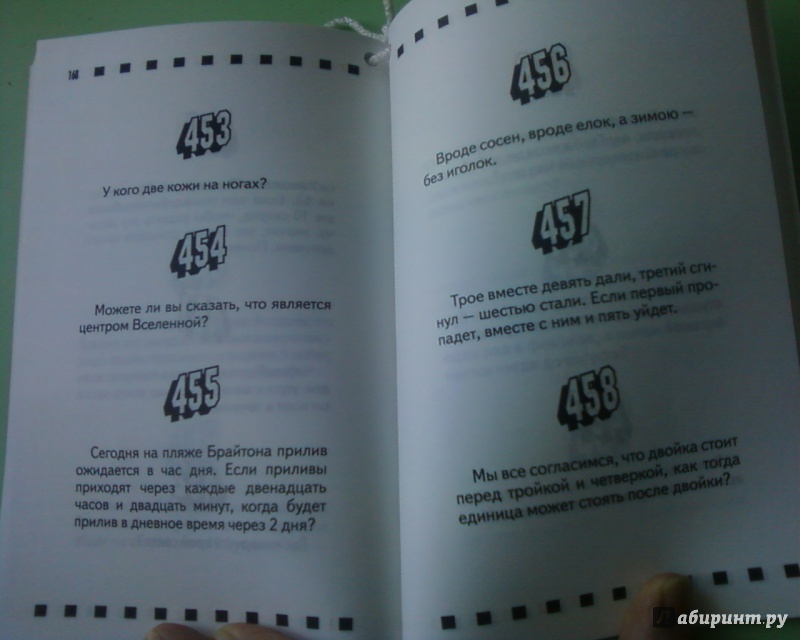 168
453
У кого две кожи на ногах?
454
Можете ли вы сказать, что является
центром Вселенной?
455
Сегодня на пляже Брайтона прилив
ожидается в час дня. Если приливы
приходят через каждые двенадцать
часов и двадцать минут, когда будет
прилив в дневное время через 2 дня?
456
Вроде сосен, вроде елок, а зимою —
без иголок.
457
Трое вместе девять дали, третий сги-
нул — шестью стали. Если первый про-
падет, вместе с ним и пять уйдет.
458
Мы все согласимся, что двойка стоит
перед тройкой и четверкой, как тогда
единица может стоять после двойки?
Лабиринт.ру